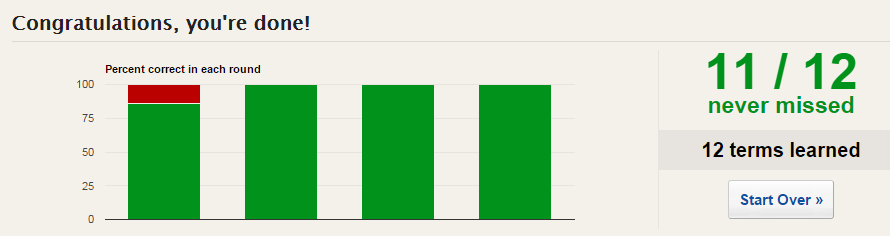 Congratulations, you're done!
Percent correct in each round
100
75
50
25
0
11 / 12
never missed
12 terms learned
Start Over »